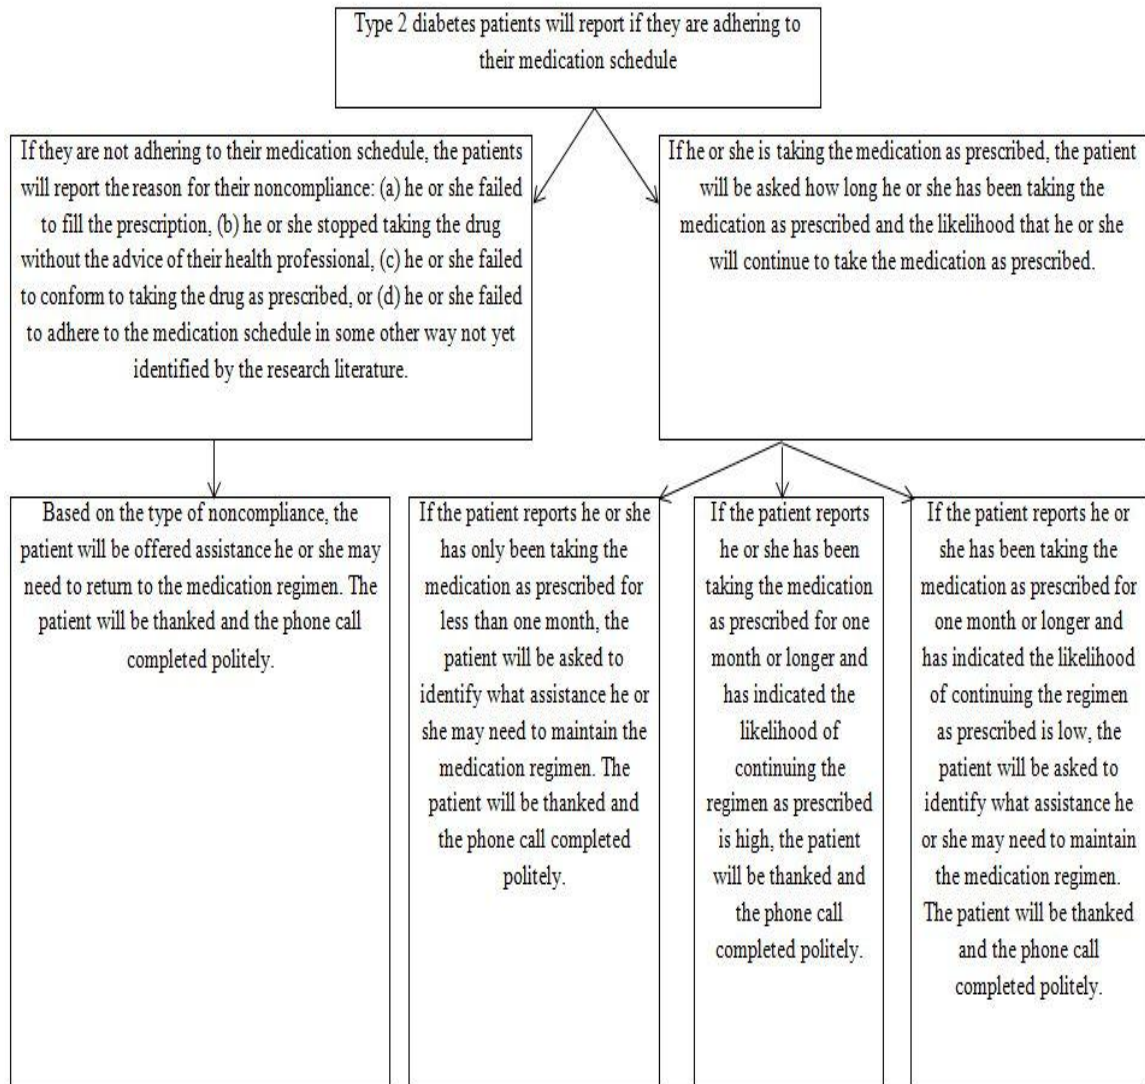 Type 2 diabetes patients will report if they are adhering to
their medication schedule
If they are not adhering to their medication schedule, the patients
will report the reason for their noncompliance: (a) he or she failed
to fill the prescription, (b) he or she stopped taking the drug
without the advice of their health professional, (c) he or she failed
to conform to taking the drug as prescribed, or (d) he or she failed
to adhere to the medication schedule in some other way not yet
identified by the research literature.
If he or she is taking the medication as prescribed, the patient
will be asked how long he or she has been taking the
medication as prescribed and the likelihood that he or she
will continue to take the medication as prescribed.
Based on the type of noncompliance, the
patient will be offered assistance he or she may
need to return to the medication regimen. The
patient will be thanked and the phone call
completed politely.
If the patient reports he or she
has only been taking the
medication as prescribed for
less than one month, the
patient will be asked to
identify what assistance he or
she may need to maintain the
medication regimen. The
patient will be thanked and
the phone call completed
politely.
If the patient reports
he or she has been
taking the medication
as prescribed for one
month or longer and
has indicated the
likelihood of
continuing the
regimen as prescribed
is high, the patient
will be thanked and
the phone call
completed politely.
If the patient reports he or
she has been taking the
medication as prescribed for
one month or longer and
has indicated the likelihood
of continuing the regimen
as prescribed is low, the
patient will be asked to
identify what assistance he
or she may need to maintain
the medication regimen.
The patient will be thanked
and the phone call
completed politely.